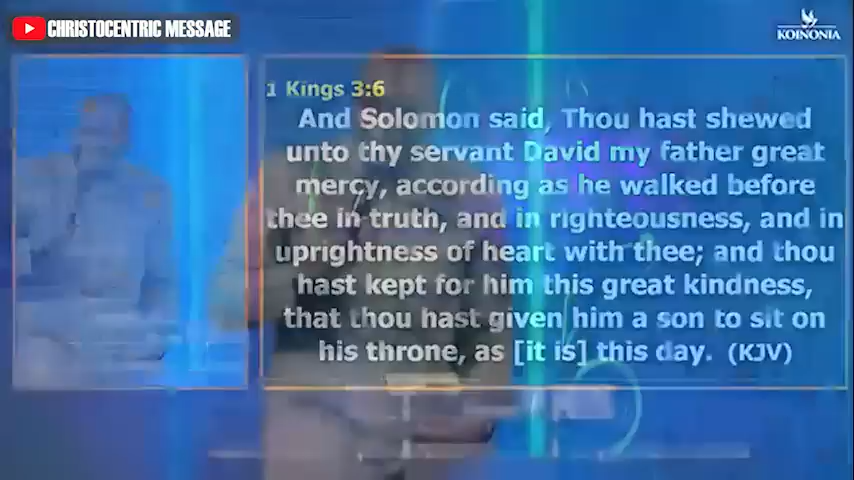 CHRISTOCENTRIC MESSAGE
KOINONIA
1 Kings 3:6
And Solomon said, Thou hast shewed
unto thy servant David my father great
mercy, according as he walked before
thee in truth, and in righteousness, and in
uprightness of heart with thee; and thou
hast kept for him this great kindness,
that thou hast given him a son to sit on
his throne, as [it is] this day. (KJV)